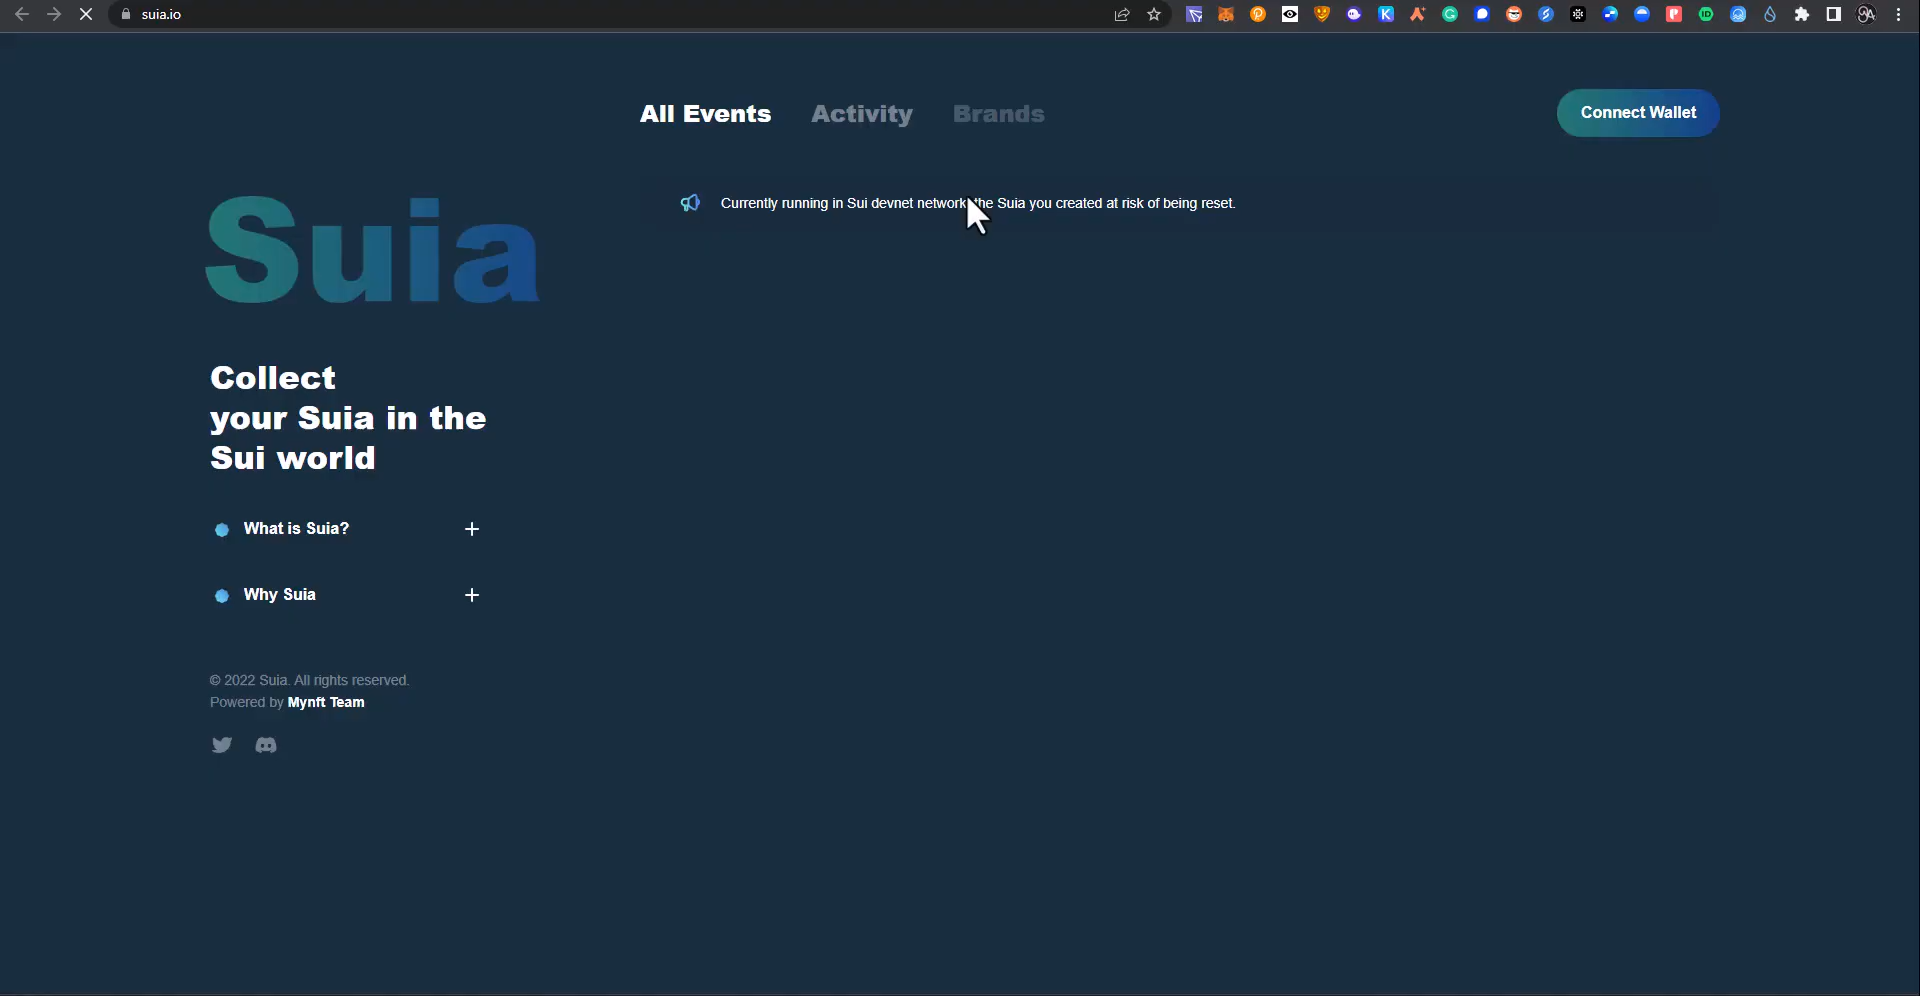 suia.io
All Events Activity Brands
Connect Wallet
Currently running in Sui devnet network, the Suia you created at risk of being reset.
Suia
Collect
your Suia in the
Sui world
What is Suia?
Why Suia
© 2022 Suia. All rights reserved.
Powered by Mynft Team